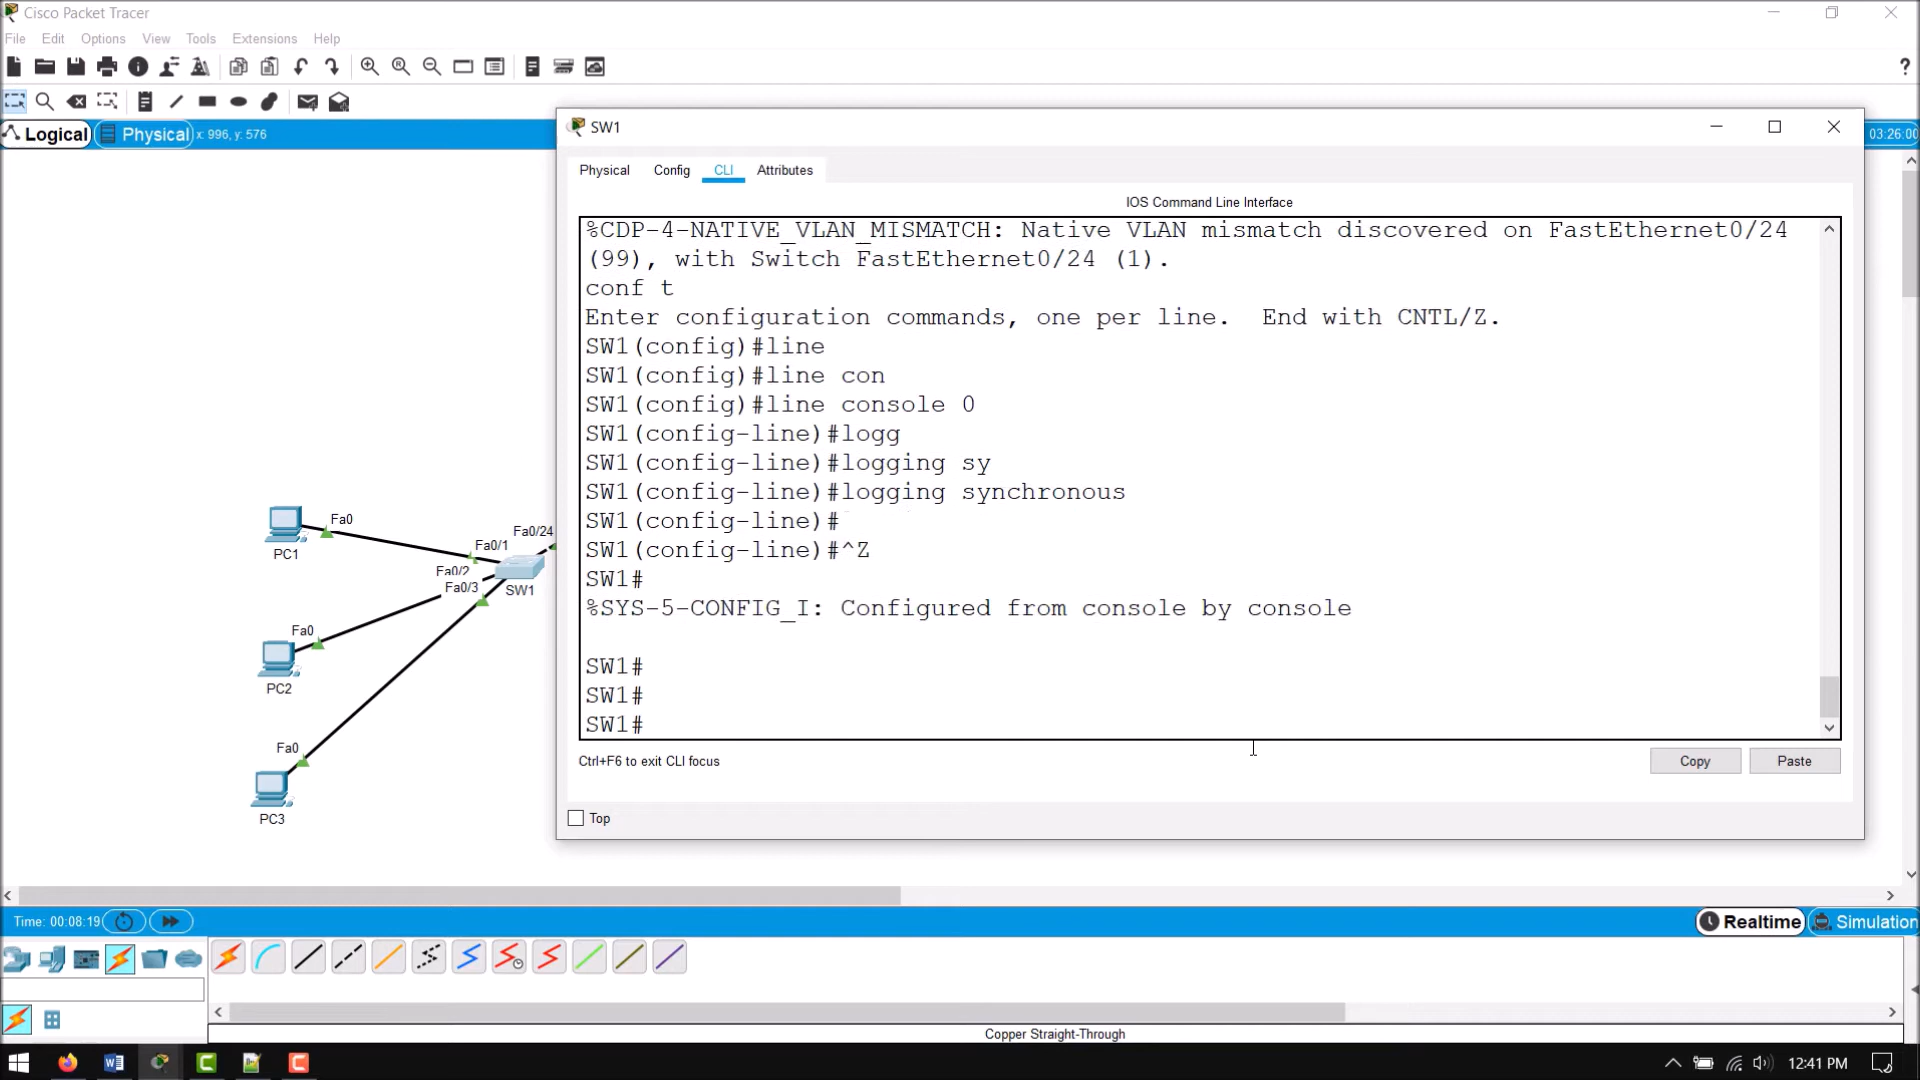 Cisco Packet Tracer
File Edit Options View Tools Extensions Help
?
Logical Physical x: 996, y: 576
03:26:00
SW1
Physical Config CLI Attributes
IOS Command Line Interface
%CDP-4-NATIVE_VLAN_MISMATCH: Native VLAN mismatch discovered on FastEthernet0/24
(99), with Switch FastEthernet0/24 (1).
conf t
Enter configuration commands, one per line.  End with CNTL/Z.
SW1(config)#line
SW1(config)#line con
SW1(config)#line console 0
SW1(config-line)#logg
SW1(config-line)#logging sy
SW1(config-line)#logging synchronous
SW1(config-line)#
SW1(config-line)#^Z
SW1#
%SYS-5-CONFIG_I: Configured from console by console
SW1#
SW1#
SW1#
Ctrl+F6 to exit CLI focus
Copy Paste
Top
Fa0
PC1
Fa0/24
Fa0/1
Fa0/2
Fa0/3
SW1
Fa0
PC2
Fa0
PC3
Time: 00:08:19
Realtime Simulation
Copper Straight-Through
12:41 PM